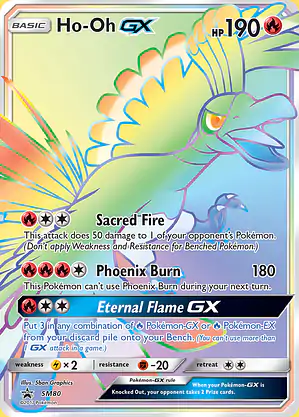 BASIC Ho-Oh GX HP 190
Sacred Fire
This attack does 50 damage to 1 of your opponent's Pokémon.
(Don't apply Weakness and Resistance for Benched Pokémon.)
Phoenix Burn 180
This Pokémon can't use Phoenix Burn during your next turn.
Eternal Flame GX
Put 3 in any combination of Pokémon-GX or Pokémon-EX
from your discard pile onto your Bench. (You can't use more than
1 GX attack in a game.)
weakness ×2 resistance -20 retreat
Illus. 5ban Graphics Pokémon-GX rule When your Pokémon-GX is
Knocked Out, your opponent takes 2 Prize cards.
SM80
Pokémon